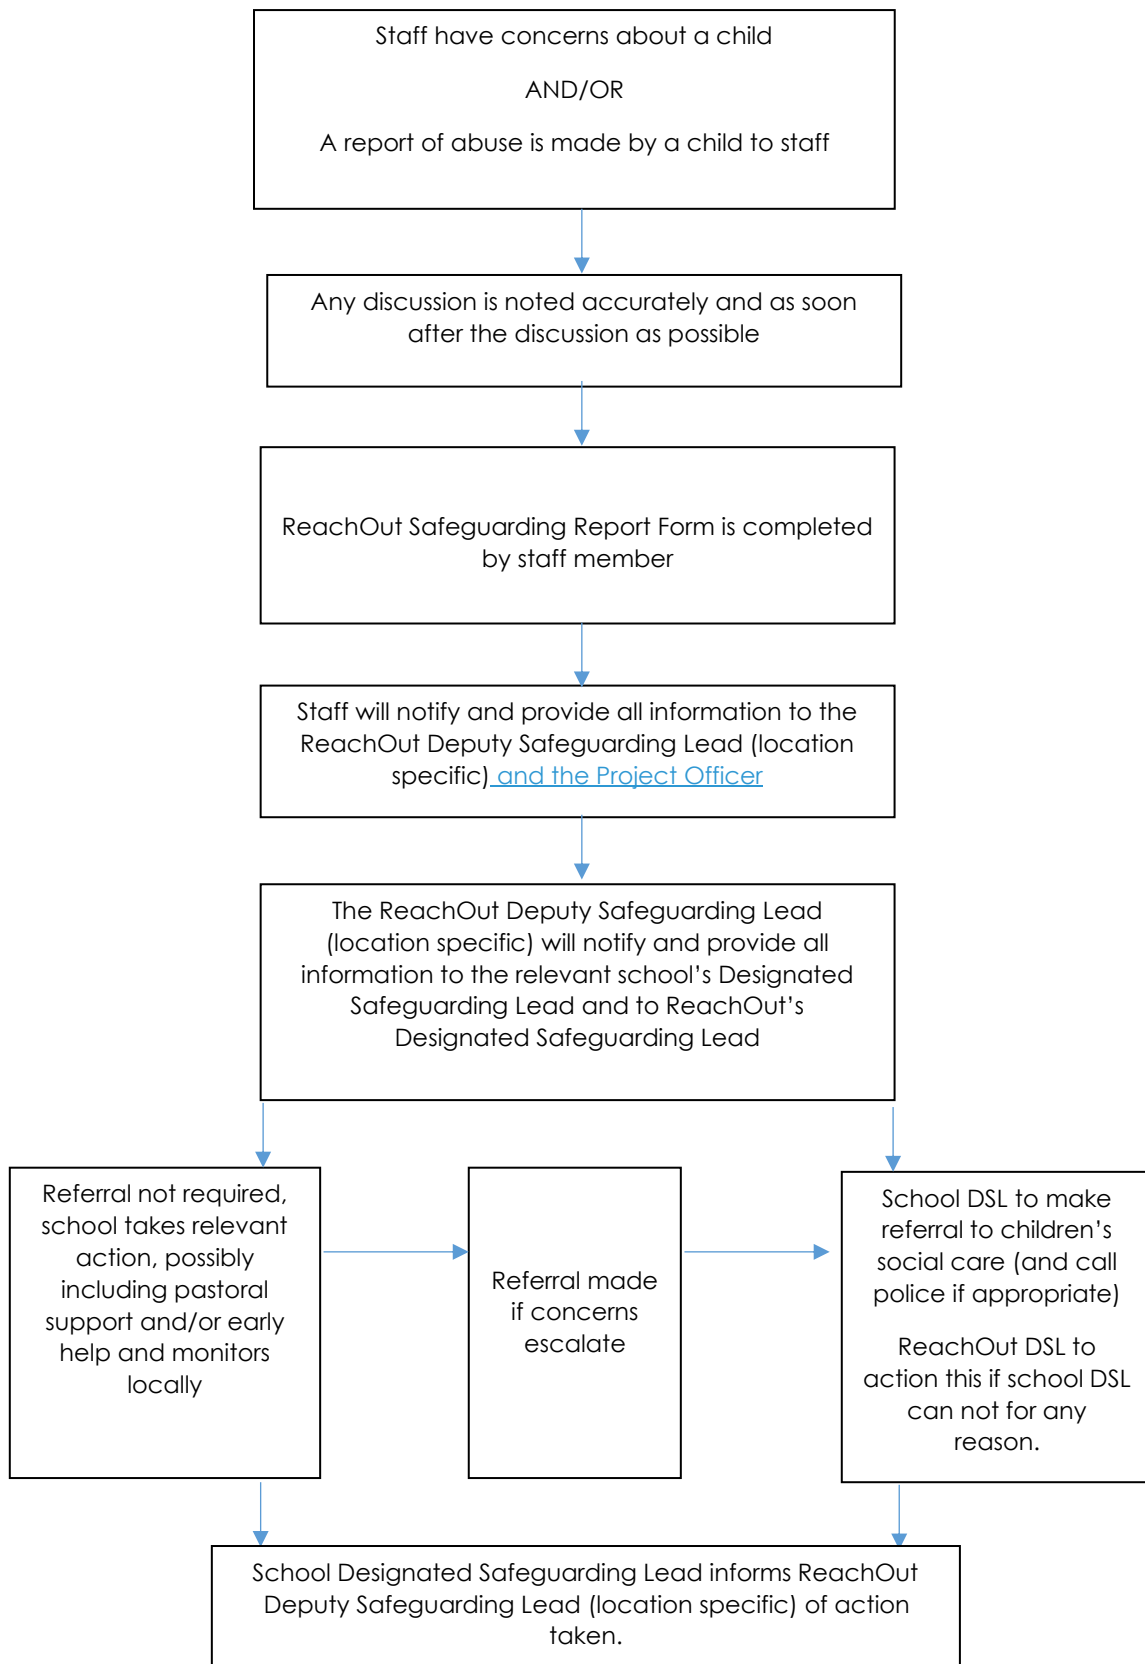 Staff have concerns about a child
AND/OR
A report of abuse is made by a child to staff
Any discussion is noted accurately and as soon
after the discussion as possible
ReachOut Safeguarding Report Form is completed
by staff member
Staff will notify and provide all information to the
ReachOut Deputy Safeguarding Lead (location
specific) and the Project Officer
The ReachOut Deputy Safeguarding Lead
(location specific) will notify and provide all
information to the relevant school’s Designated
Safeguarding Lead and to ReachOut’s
Designated Safeguarding Lead
Referral not required,
school takes relevant
action, possibly
including pastoral
support and/or early
help and monitors
locally
Referral made
if concerns
escalate
School DSL to make
referral to children’s
social care (and call
police if appropriate)
ReachOut DSL to
action this if school DSL
can not for any
reason.
School Designated Safeguarding Lead informs ReachOut
Deputy Safeguarding Lead (location specific) of action
taken.